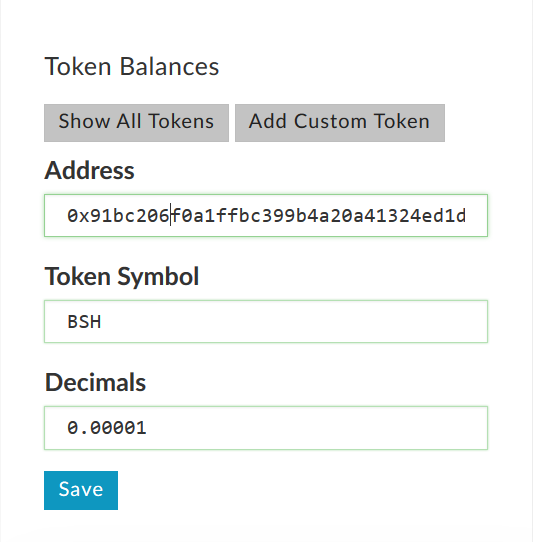 Token Balances
Show All Tokens Add Custom Token
Address
0x91bc206f0a1ffbc399b4a20a41324ed1d
Token Symbol
BSH
Decimals
0.00001
Save